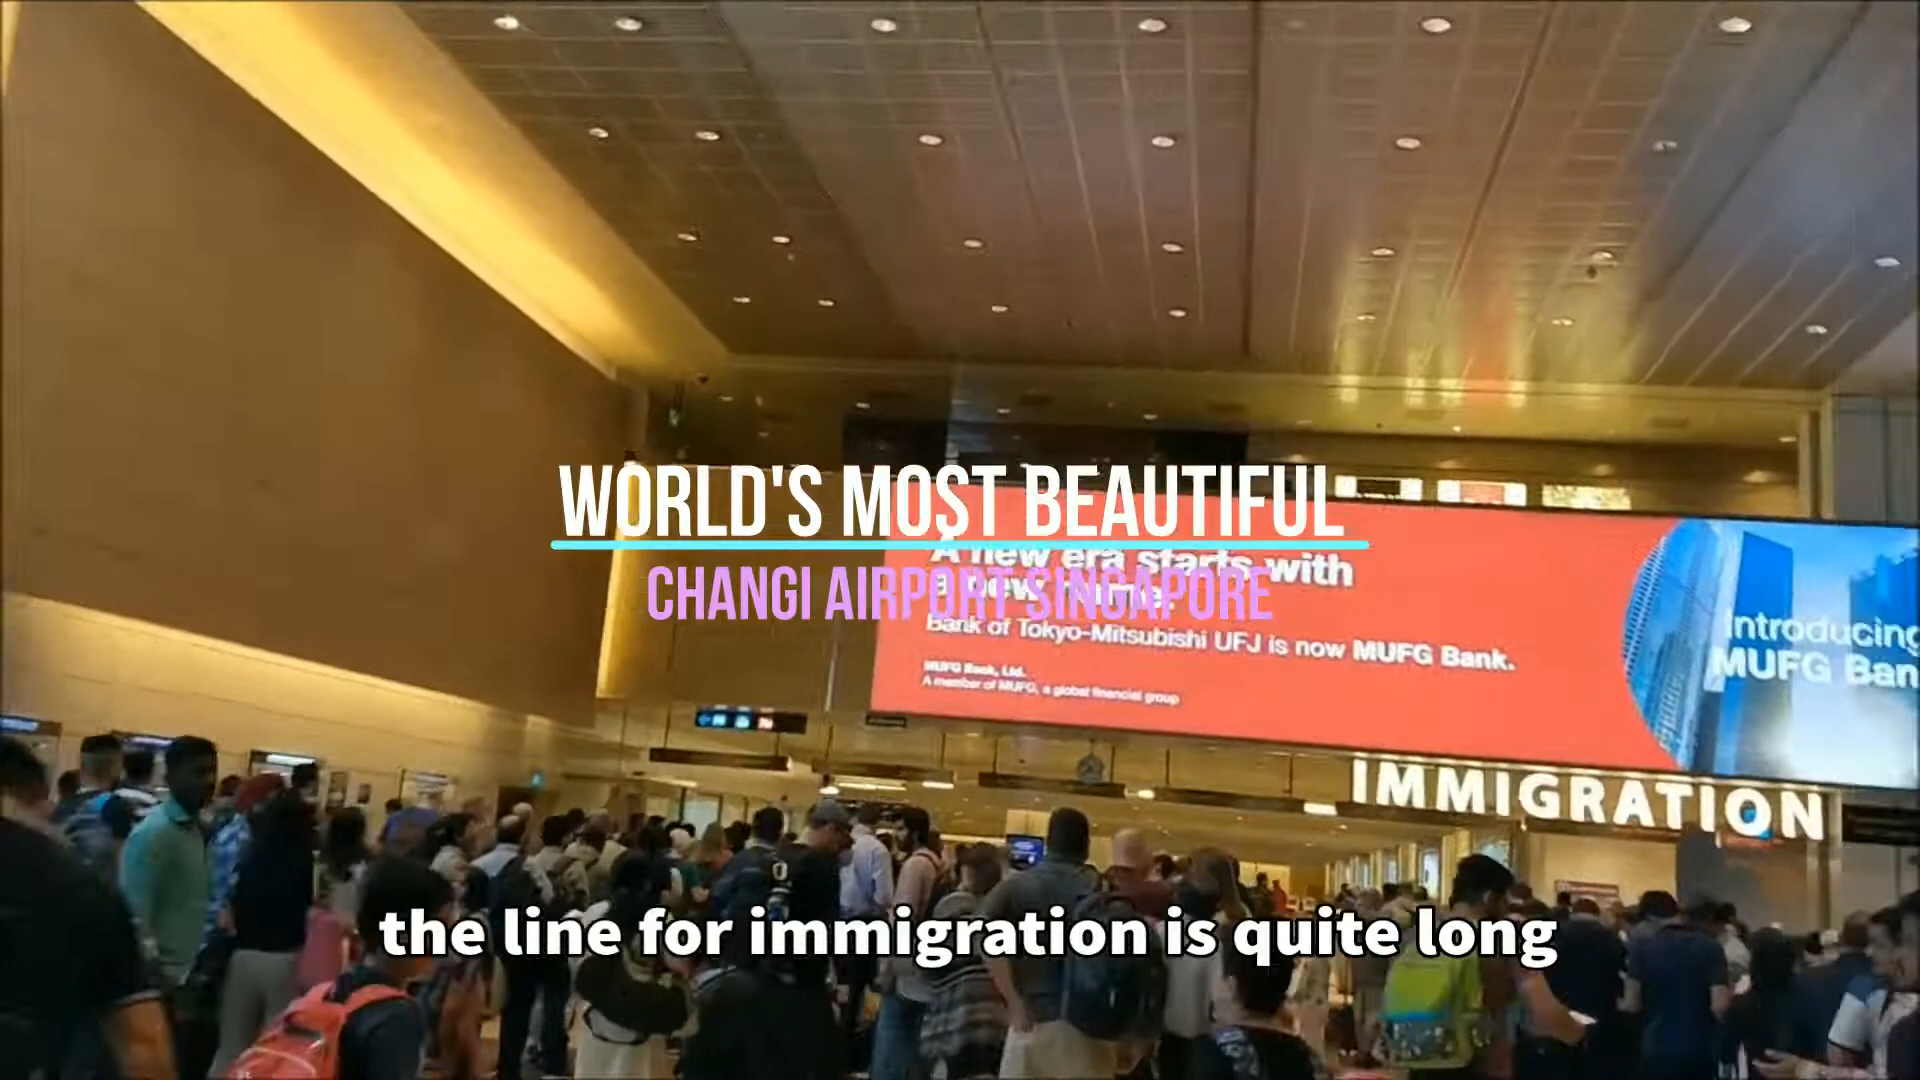 WORLD'S MOST BEAUTIFUL
CHANGI AIRPORT SINGAPORE
A new era starts with
a new name.
Bank of Tokyo-Mitsubishi UFJ is now MUFG Bank.
MUFG Bank, Ltd.
A member of MUFG, a global financial group
Introducing
MUFG Ban
IMMIGRATION
the line for immigration is quite long